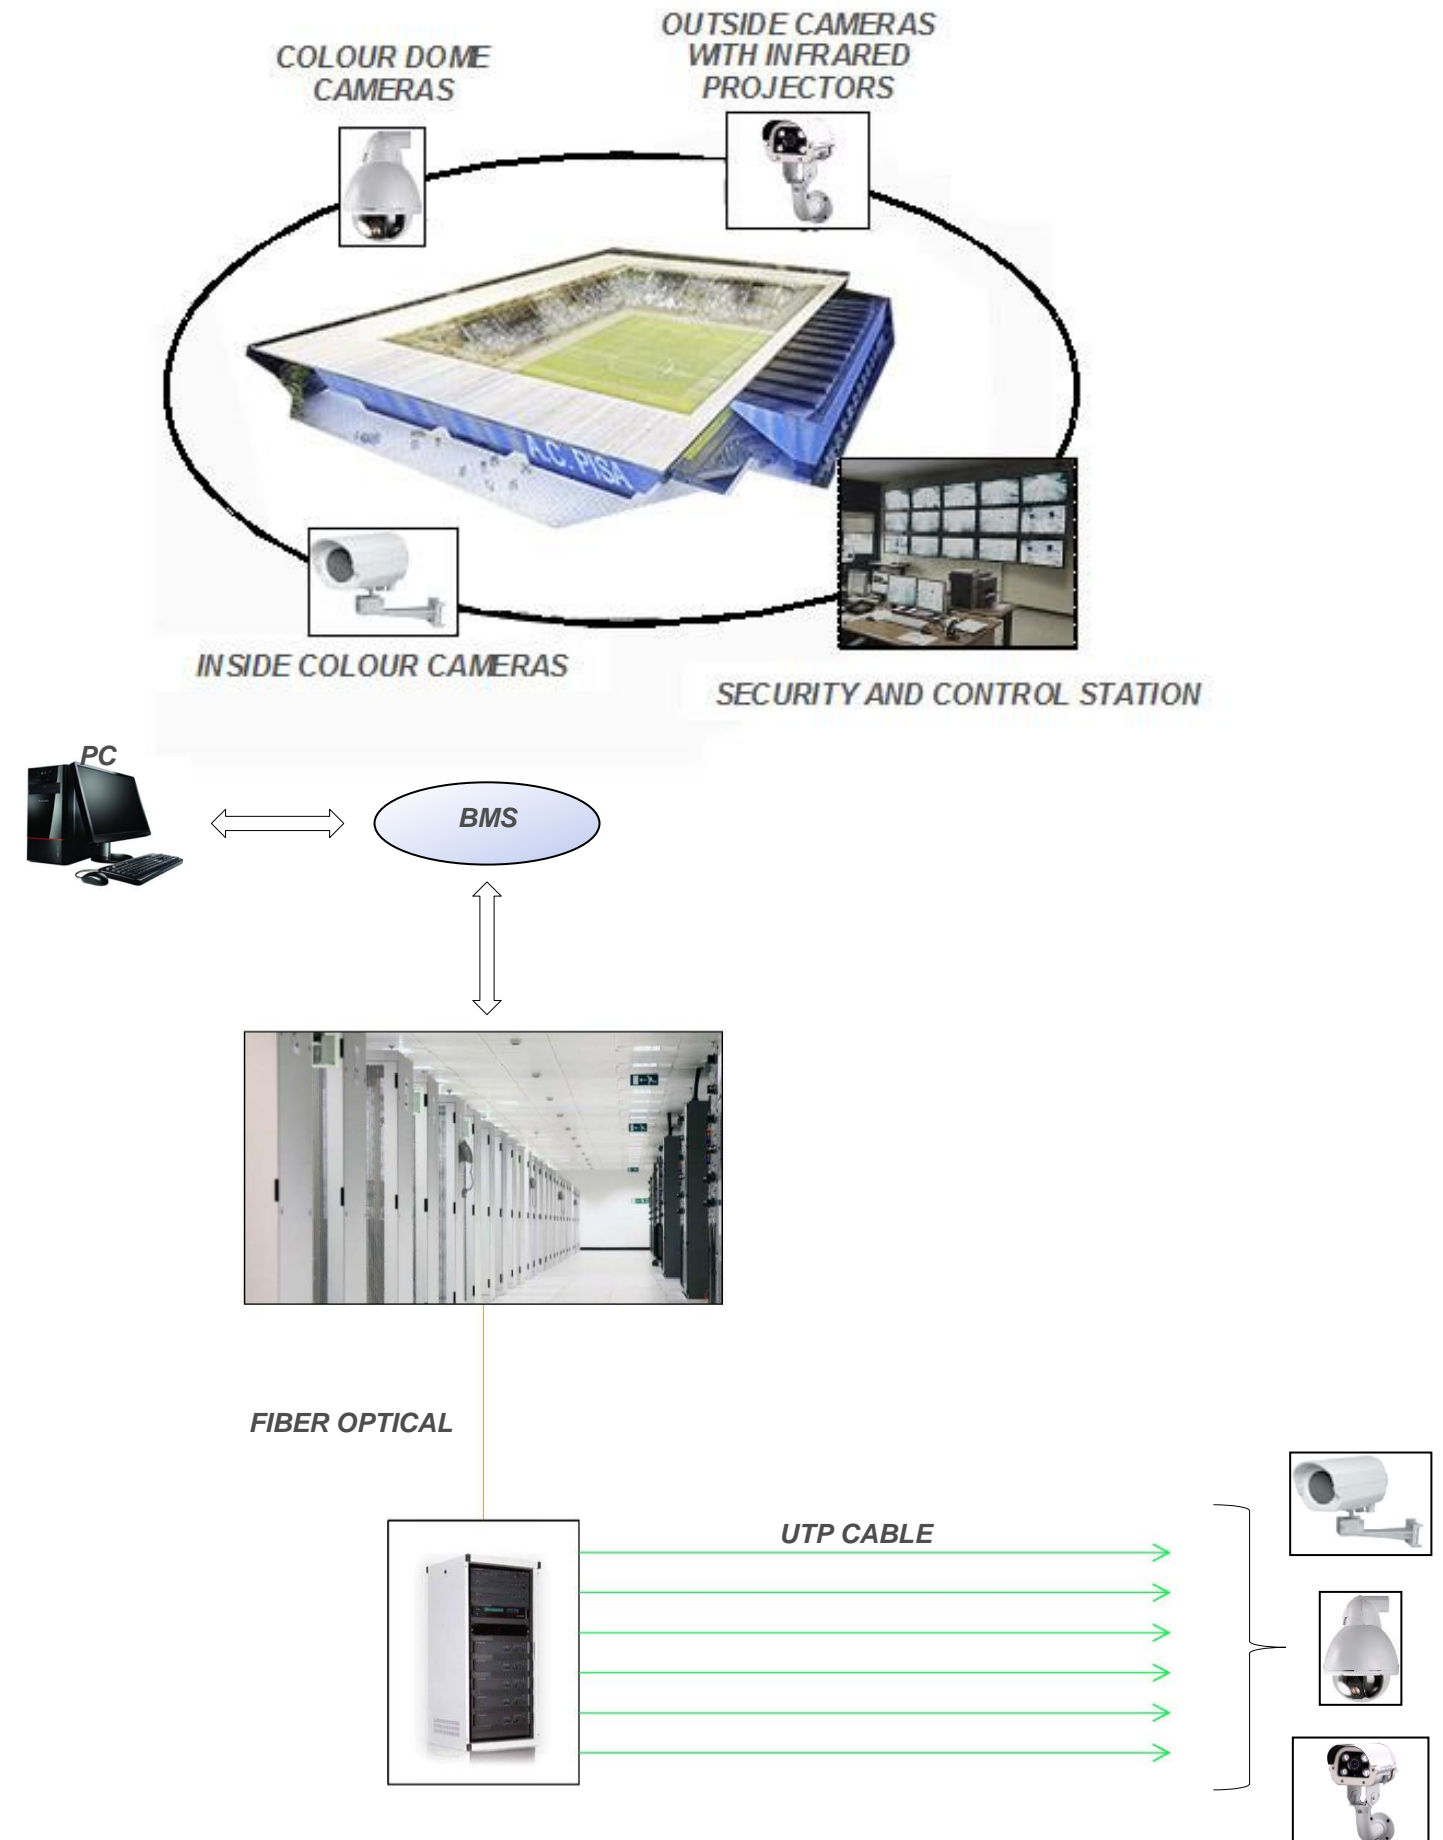 OUTSIDE CAMERAS
WITH INFRARED
PROJECTORS
COLOUR DOME
CAMERAS
A.C. PISA
INSIDE COLOUR CAMERAS
SECURITY AND CONTROL STATION
PC
BMS
FIBER OPTICAL
UTP CABLE